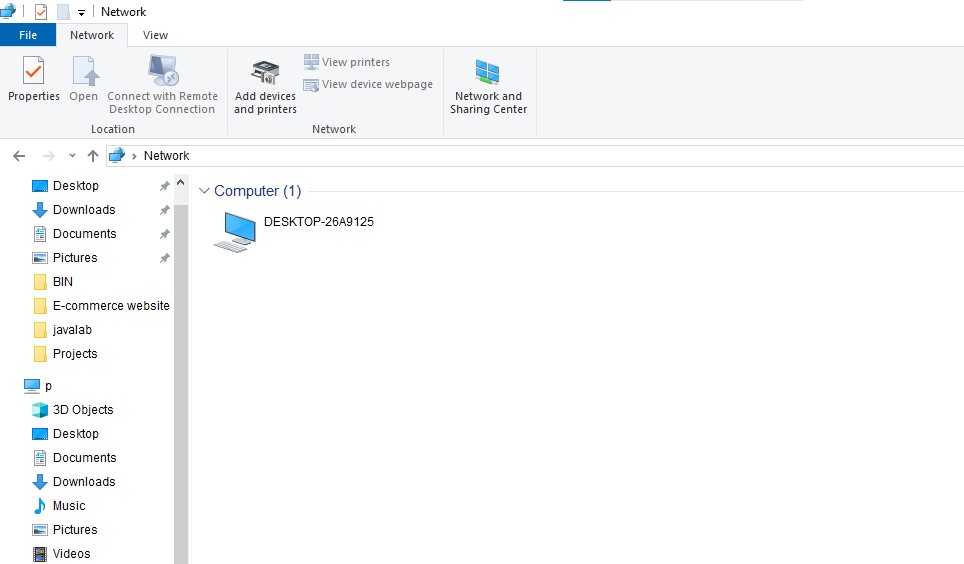 Network
File Network View
Properties Open Connect with Remote Desktop Connection
Add devices and printers
View printers
View device webpage
Network and Sharing Center
Location Network
Network
Desktop
Downloads
Documents
Pictures
BIN
E-commerce website
javalab
Projects
p
3D Objects
Desktop
Documents
Downloads
Music
Pictures
Videos
Computer (1)
DESKTOP-26A9125